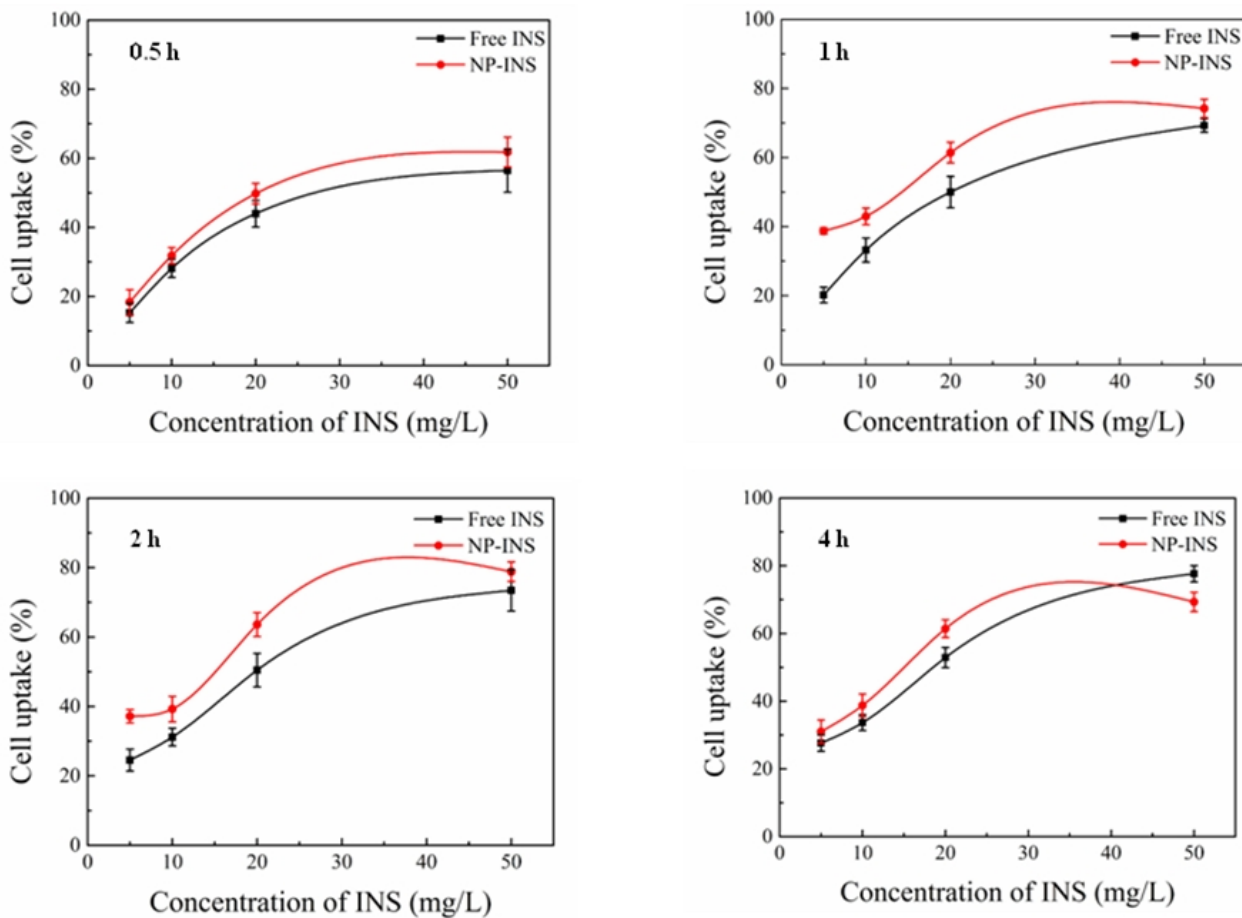 0.5 h
Free INS
NP-INS
Cell uptake (%)
100
80
60
40
20
0
0 10 20 30 40 50
Concentration of INS (mg/L)
1 h
Free INS
NP-INS
Cell uptake (%)
100
80
60
40
20
0
0 10 20 30 40 50
Concentration of INS (mg/L)
2 h
Free INS
NP-INS
Cell uptake (%)
100
80
60
40
20
0
0 10 20 30 40 50
Concentration of INS (mg/L)
4 h
Free INS
NP-INS
Cell uptake (%)
100
80
60
40
20
0
0 10 20 30 40 50
Concentration of INS (mg/L)